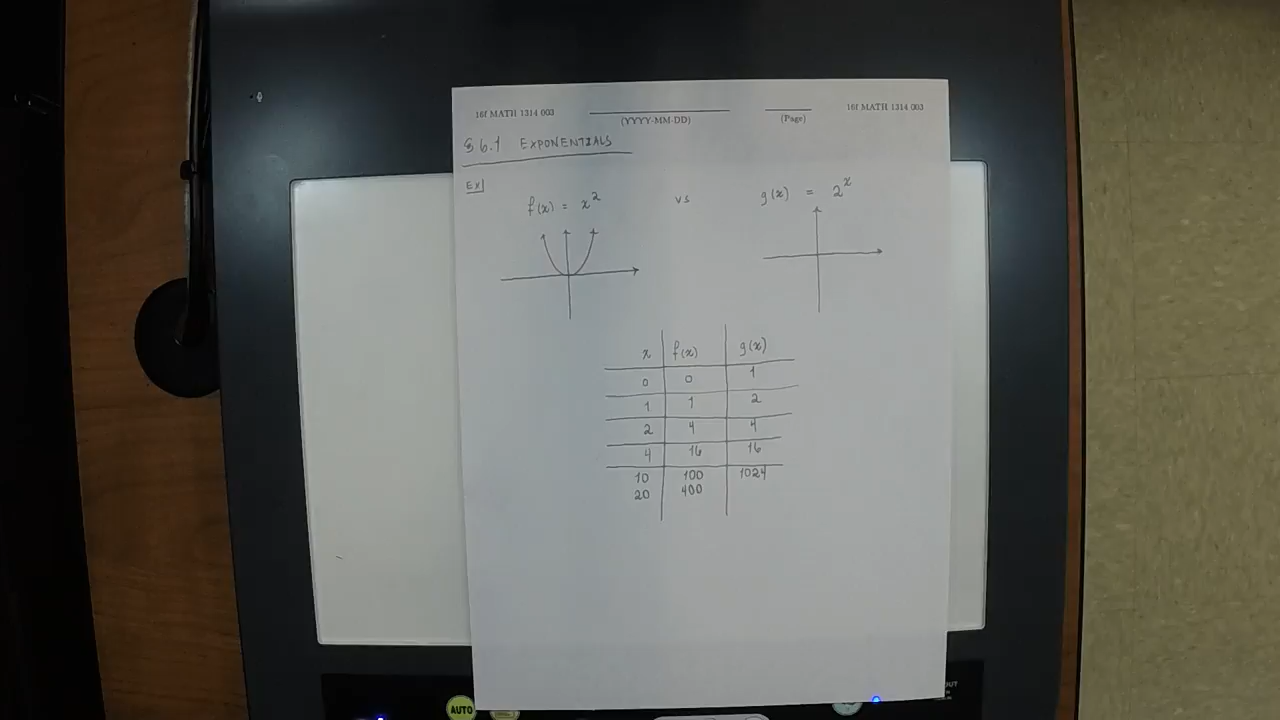 16f MATH 1314 003
(YYYY-MM-DD)
(Page)
16f MATH 1314 003
§ 6.1 EXPONENTIALS
EX
f(x) = x² vs g(x) = 2ˣ
x f(x) g(x)
0 0 1
1 1 2
2 4 4
4 16 16
10 100 1024
20 400
AUTO